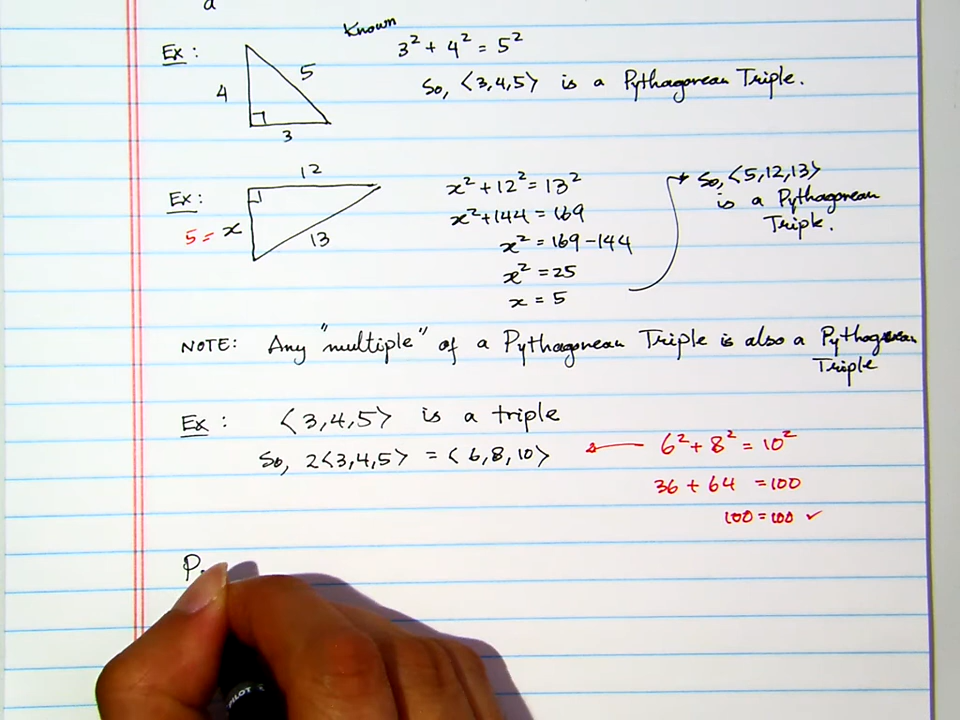 a
Known
Ex: 3² + 4² = 5²
4
5
3
So, ⟨3,4,5⟩ is a Pythagorean Triple.
Ex:
12
5 = x
13
x² + 12² = 13²
x² + 144 = 169
x² = 169 - 144
x² = 25
x = 5
So, ⟨5,12,13⟩
is a Pythagorean
Triple.
NOTE: Any "multiple" of a Pythagorean Triple is also a Pythagorean
Triple
Ex: ⟨3,4,5⟩ is a triple
So, 2⟨3,4,5⟩ = ⟨6,8,10⟩
6² + 8² = 10²
36 + 64 = 100
100 = 100 ✓
P
PILOT